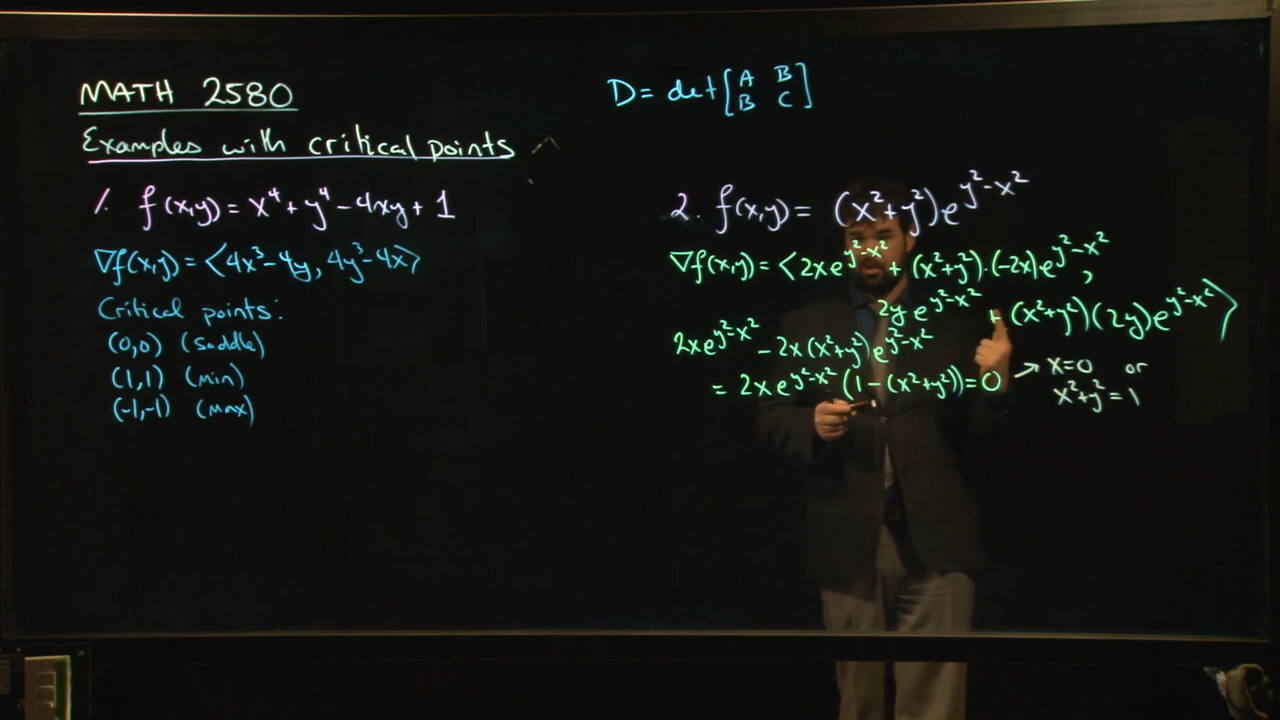 MATH 2580
Examples with critical points
1. f(x,y) = x⁴ + y⁴ - 4xy + 1
∇f(x,y) = <4x³-4y, 4y³-4x>
Critical points:
(0,0) (saddle)
(1,1) (min)
(-1,-1) (max)
D = det [A B
B C]
2. f(x,y) = (x²+y²)e^{y²-x²}
∇f(x,y) = <2xe^{y²-x²} + (x²+y²)·(-2x)e^{y²-x²},
2y e^{y²-x²} + (x²+y²)(2y)e^{y²-x²}>
2xe^{y²-x²} - 2x(x²+y²)e^{y²-x²}
= 2xe^{y²-x²}(1-(x²+y²)) = 0 → x=0 or
x²+y²=1